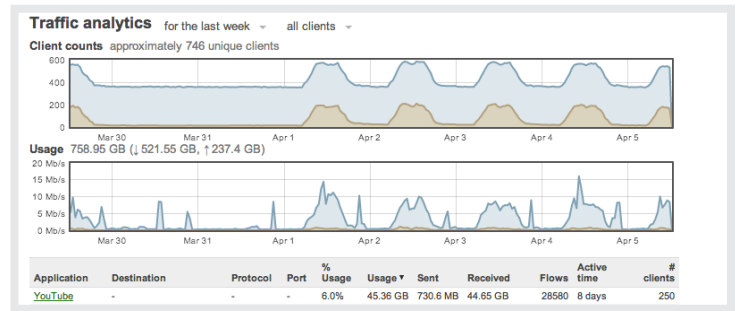 Traffic analytics for the last week all clients
Client counts approximately 746 unique clients
600
400
200
0
Mar 30 Mar 31 Apr 1 Apr 2 Apr 3 Apr 4 Apr 5
Usage 758.95 GB (↓521.55 GB, ↑237.4 GB)
20 Mb/s
15 Mb/s
10 Mb/s
5 Mb/s
0 Mb/s
Mar 30 Mar 31 Apr 1 Apr 2 Apr 3 Apr 4 Apr 5
Application Destination Protocol Port % Usage Usage ▼ Sent Received Flows Active time # clients
YouTube - - - 6.0% 45.36 GB 730.6 MB 44.65 GB 28580 8 days 250